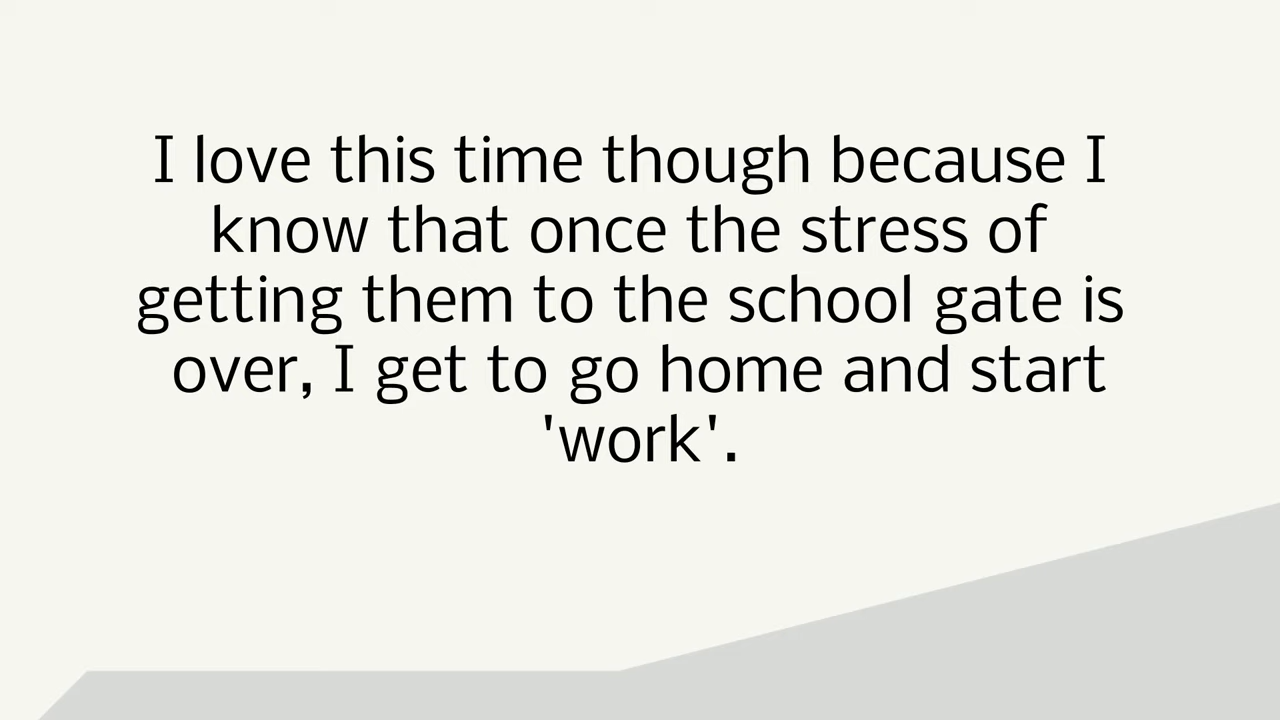 I love this time though because I
know that once the stress of
getting them to the school gate is
over, I get to go home and start
'work'.